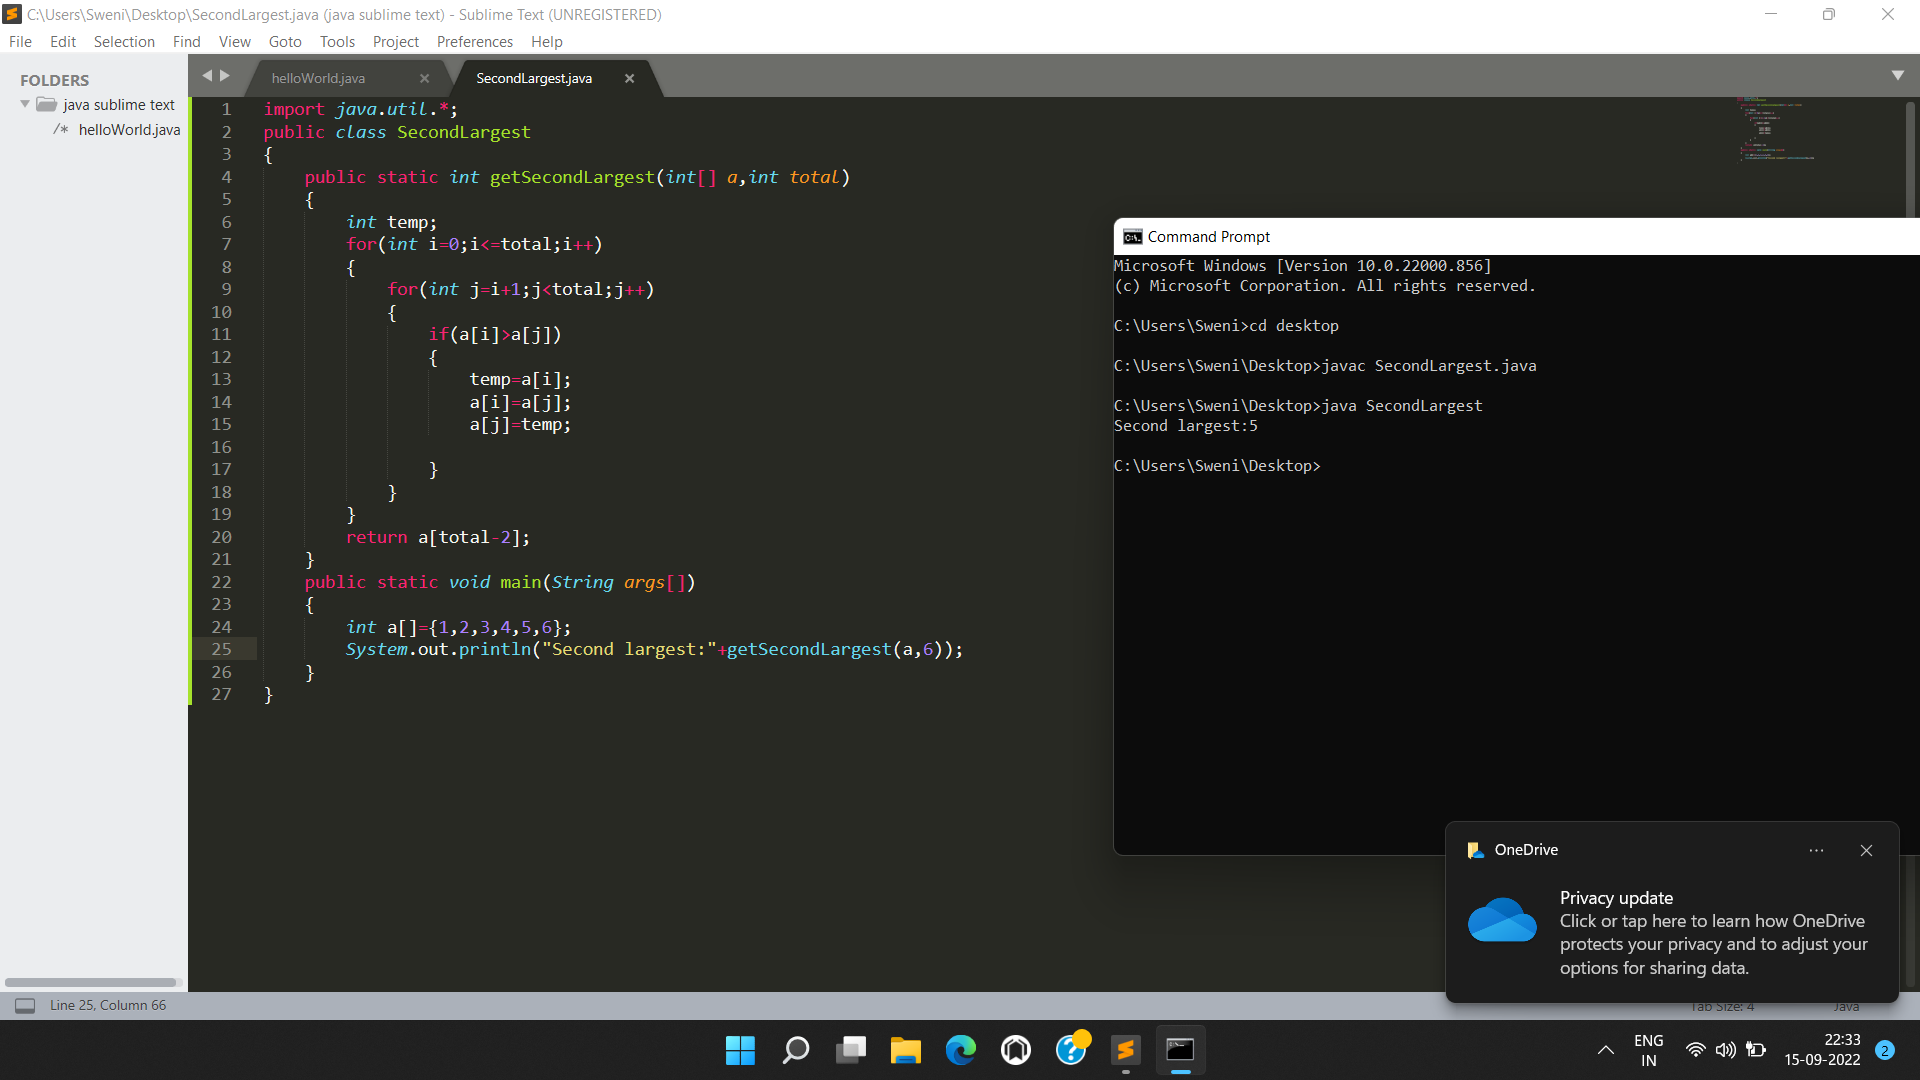 C:\Users\Sweni\Desktop\SecondLargest.java (java sublime text) - Sublime Text (UNREGISTERED)
File Edit Selection Find View Goto Tools Project Preferences Help
FOLDERS
java sublime text
/* helloWorld.java
helloWorld.java
SecondLargest.java
1 import java.util.*;
2 public class SecondLargest
3 {
4 public static int getSecondLargest(int[] a,int total)
5 {
6 int temp;
7 for(int i=0;i<=total;i++)
8 {
9 for(int j=i+1;j<total;j++)
10 {
11 if(a[i]>a[j])
12 {
13 temp=a[i];
14 a[i]=a[j];
15 a[j]=temp;
16
17 }
18 }
19 }
20 return a[total-2];
21 }
22 public static void main(String args[])
23 {
24 int a[]={1,2,3,4,5,6};
25 System.out.println("Second largest:"+getSecondLargest(a,6));
26 }
27 }
Command Prompt
Microsoft Windows [Version 10.0.22000.856]
(c) Microsoft Corporation. All rights reserved.
C:\Users\Sweni>cd desktop
C:\Users\Sweni\Desktop>javac SecondLargest.java
C:\Users\Sweni\Desktop>java SecondLargest
Second largest:5
C:\Users\Sweni\Desktop>
OneDrive
Privacy update
Click or tap here to learn how OneDrive
protects your privacy and to adjust your
options for sharing data.
Line 25, Column 66
Tab Size: 4
Java
ENG
IN
22:33
15-09-2022
2